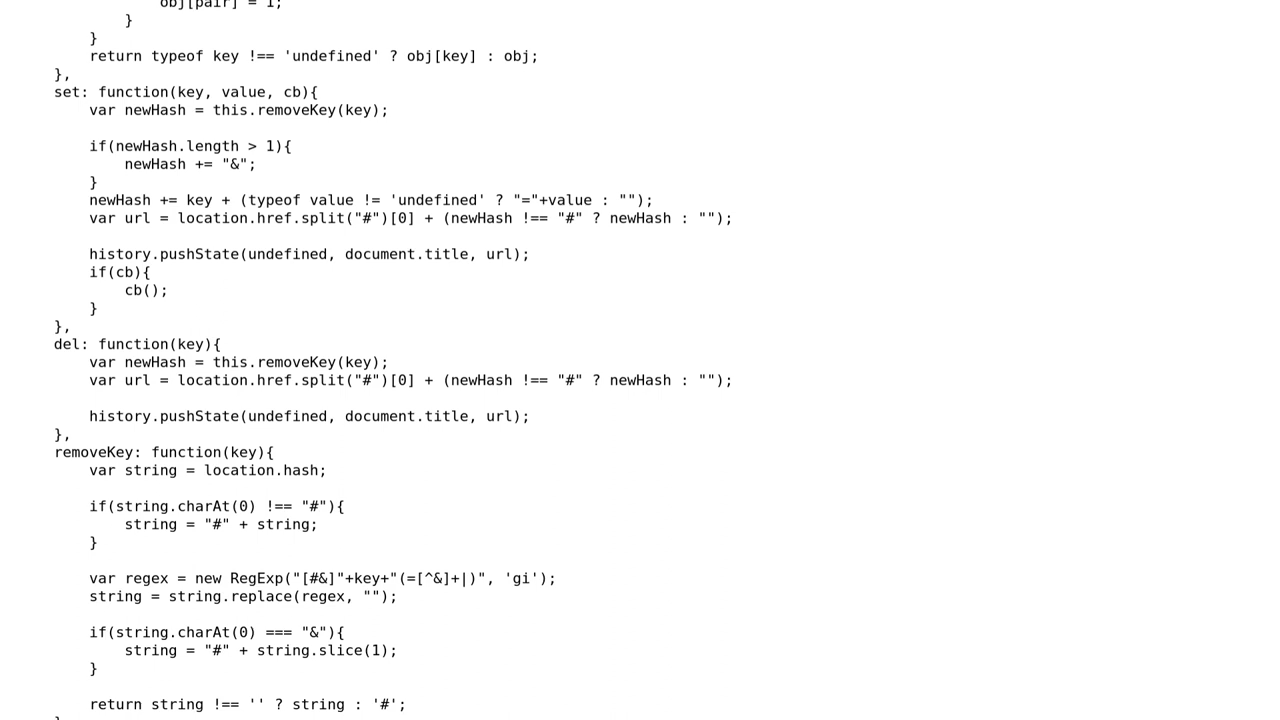 obj[pair] = 1;
}
}
return typeof key !== 'undefined' ? obj[key] : obj;
},
set: function(key, value, cb){
var newHash = this.removeKey(key);
if(newHash.length > 1){
newHash += "&";
}
newHash += key + (typeof value != 'undefined' ? "="+value : "");
var url = location.href.split("#")[0] + (newHash !== "#" ? newHash : "");
history.pushState(undefined, document.title, url);
if(cb){
cb();
}
},
del: function(key){
var newHash = this.removeKey(key);
var url = location.href.split("#")[0] + (newHash !== "#" ? newHash : "");
history.pushState(undefined, document.title, url);
},
removeKey: function(key){
var string = location.hash;
if(string.charAt(0) !== "#"){
string = "#" + string;
}
var regex = new RegExp("[#&]"+key+"(=[^&]+|)", 'gi');
string = string.replace(regex, "");
if(string.charAt(0) === "&"){
string = "#" + string.slice(1);
}
return string !== '' ? string : '#';
}